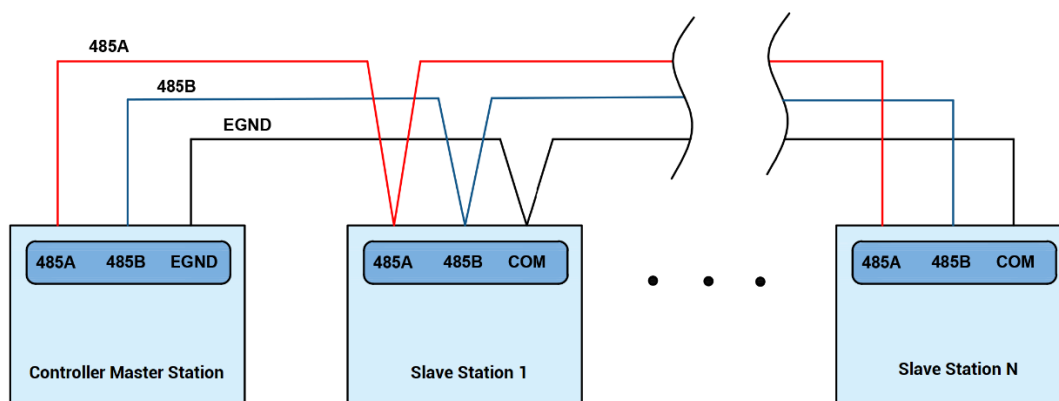 485A
485B
EGND
485A 485B EGND
485A 485B COM
485A 485B COM
Controller Master Station
Slave Station 1
Slave Station N